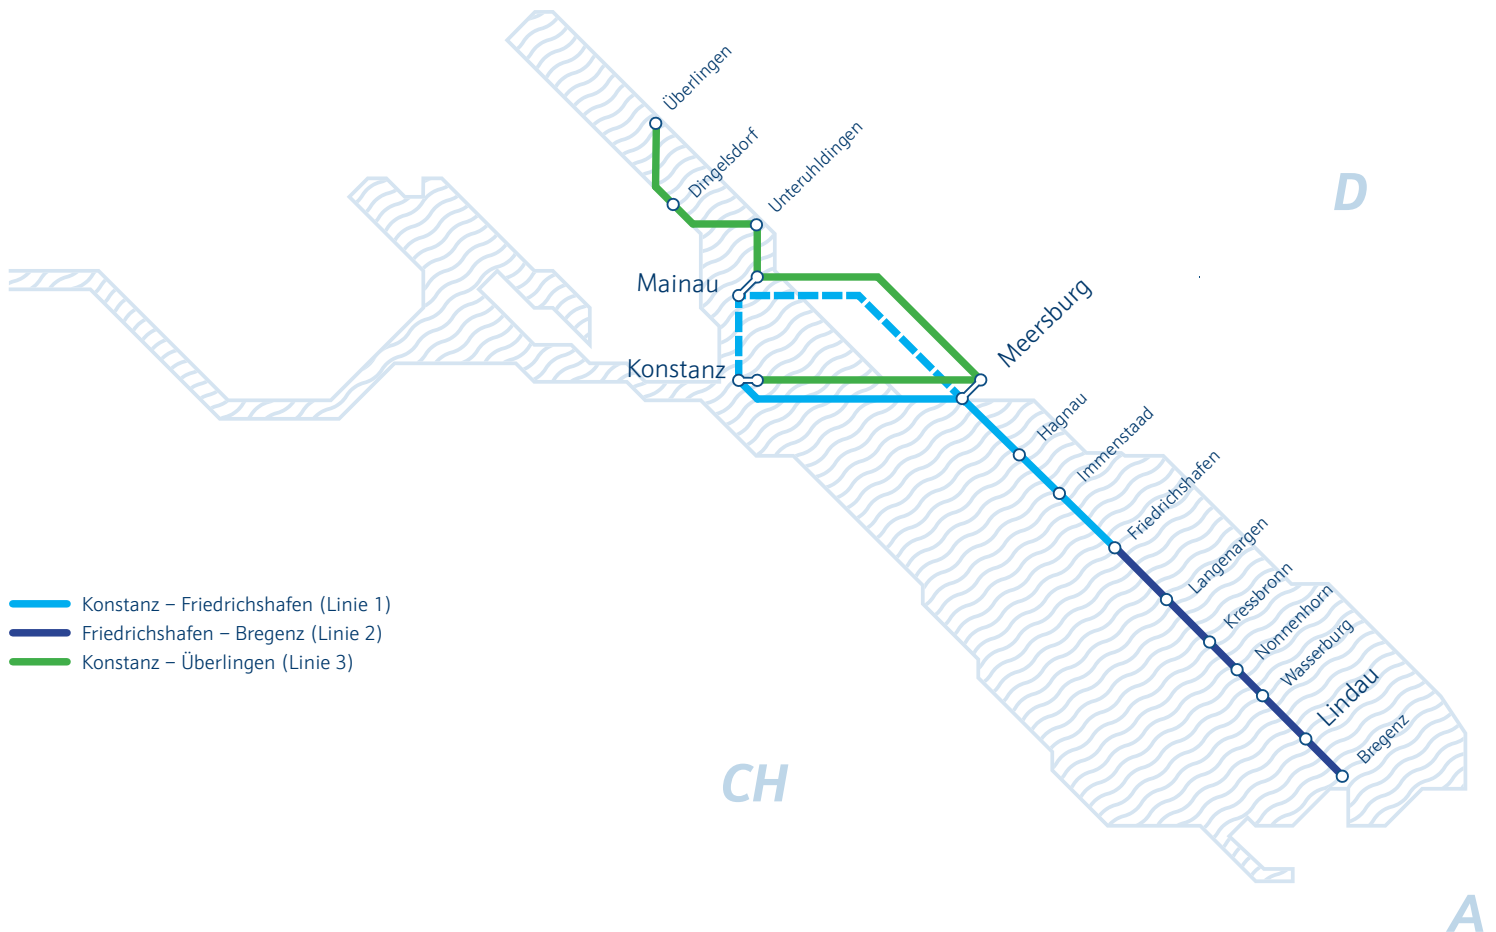 Überlingen
Dingelsdorf
Unteruhldingen
D
Mainau
Meersburg
Konstanz
Hagnau
Immenstaad
Friedrichshafen
Langenargen
Kressbronn
Nonnenhorn
Wasserburg
Lindau
Bregenz
Konstanz – Friedrichshafen (Linie 1)
Friedrichshafen – Bregenz (Linie 2)
Konstanz – Überlingen (Linie 3)
CH
A